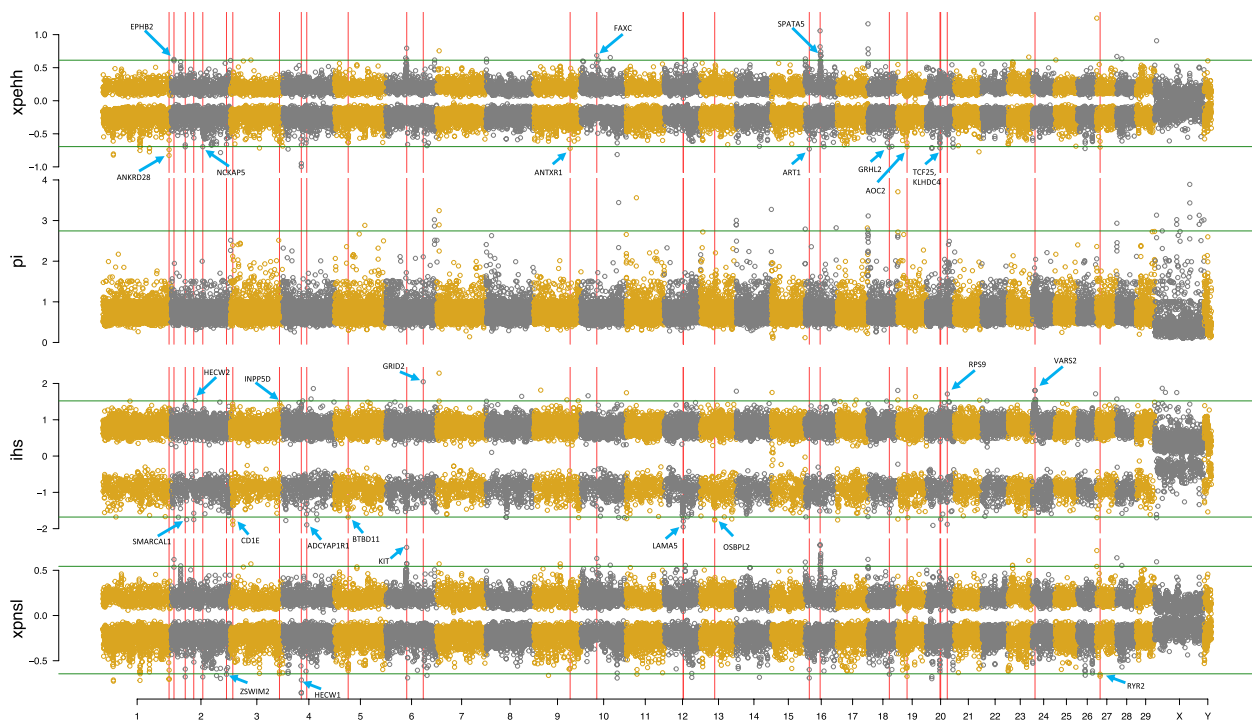 EPHB2
FAXC
SPATA5
1.0
0.5
0.0
−0.5
−1.0
xpehh
ANKRD28
NCKAP5
ANTXR1
ART1
GRHL2
AOC2
TCF25,
KLHDC4
4
3
2
1
0
pi
HECW2
INPP5D
GRID2
RPS9
VARS2
2
1
0
−1
−2
ihs
SMARCAL1
CD1E
ADCYAP1R1
BTBD11
KIT
LAMA5
OSBPL2
0.5
0.0
−0.5
xpnsl
ZSWIM2
HECW1
RYR2
1 2 3 4 5 6 7 8 9 10 11 12 13 14 15 16 17 18 19 20 21 22 23 24 25 26 27 28 29 X Y